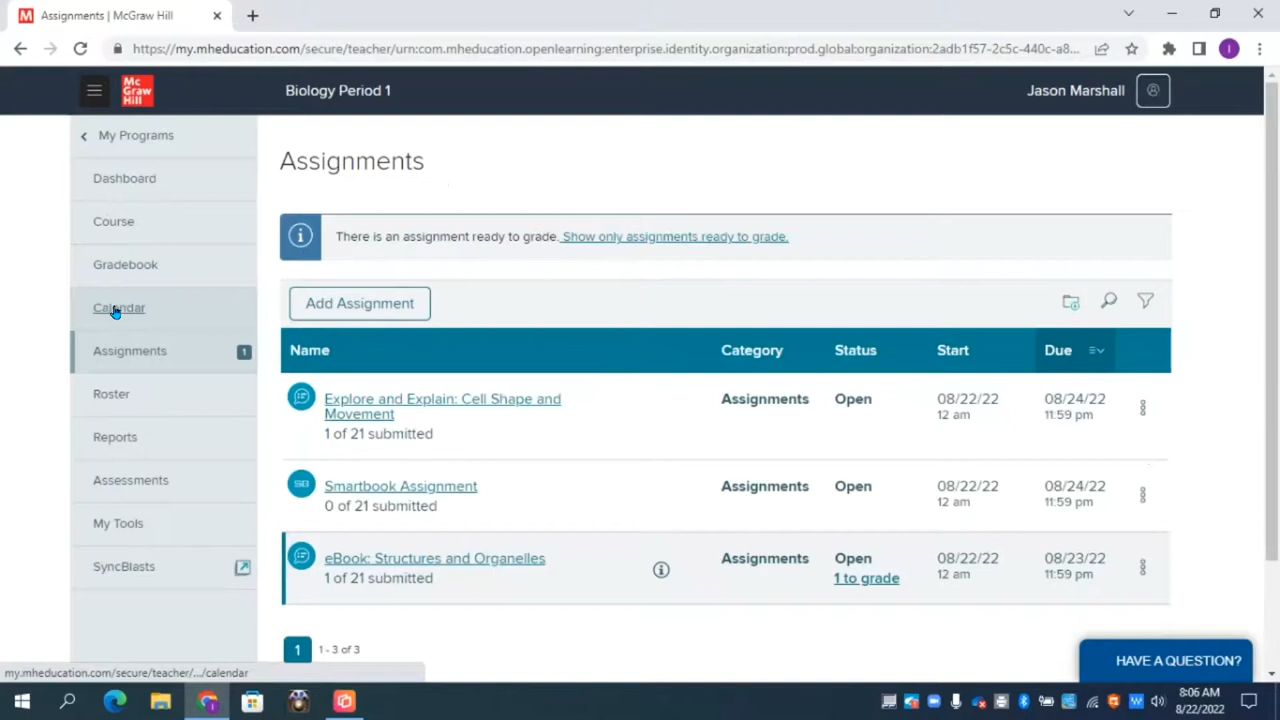 Assignments | McGraw Hill
https://my.mheducation.com/secure/teacher/urn:com.mheducation.openlearning:enterprise.identity.organization:prod.global:organization:2adb1f57-2c5c-440c-a8...
Mc
Graw
Hill
Biology Period 1
Jason Marshall
My Programs
Dashboard
Course
Gradebook
Calendar
Assignments 1
Roster
Reports
Assessments
My Tools
SyncBlasts
Assignments
There is an assignment ready to grade. Show only assignments ready to grade.
Add Assignment
Name Category Status Start Due
Explore and Explain: Cell Shape and Assignments Open 08/22/22 08/24/22
Movement 12 am 11:59 pm
1 of 21 submitted
SB Smartbook Assignment Assignments Open 08/22/22 08/24/22
0 of 21 submitted 12 am 11:59 pm
eBook: Structures and Organelles Assignments Open 08/22/22 08/23/22
1 of 21 submitted 1 to grade 12 am 11:59 pm
1 1 - 3 of 3
HAVE A QUESTION?
my.mheducation.com/secure/teacher/.../calendar
8:06 AM
8/22/2022